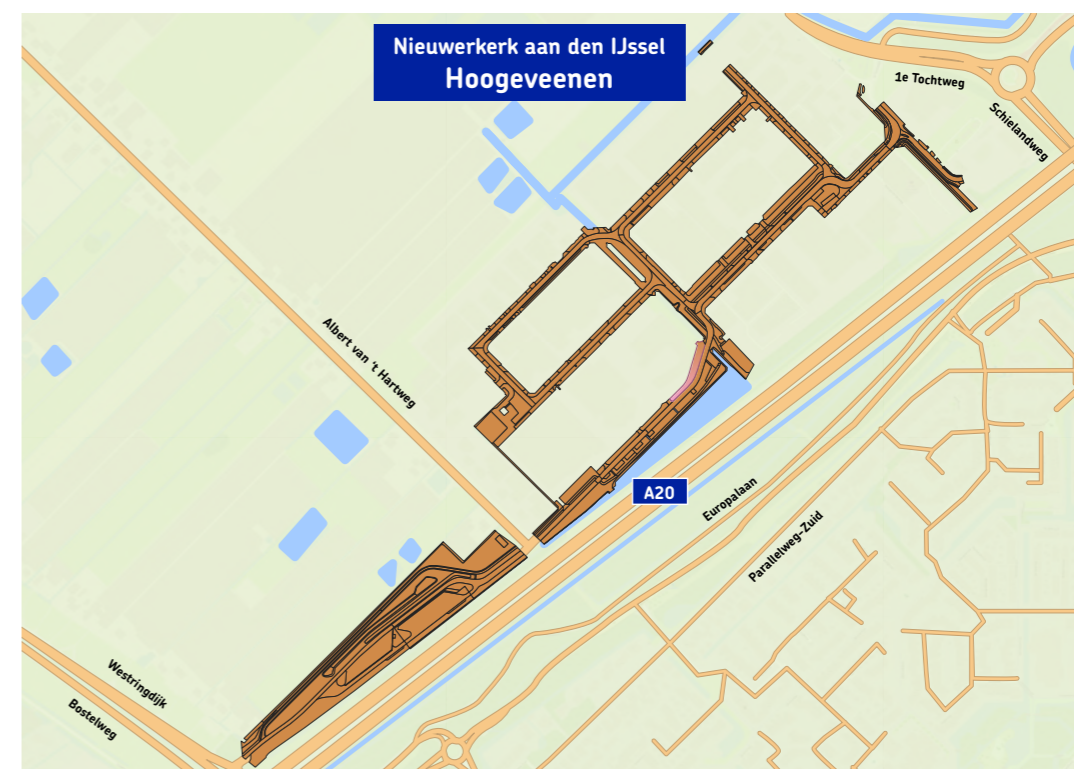 Nieuwerkerk aan den IJssel
Hoogeveenen
1e Tochtweg
Schielandweg
Albert van 't Hartweg
A20
Europalaan
Parallelweg-Zuid
Westringdijk
Bostelweg